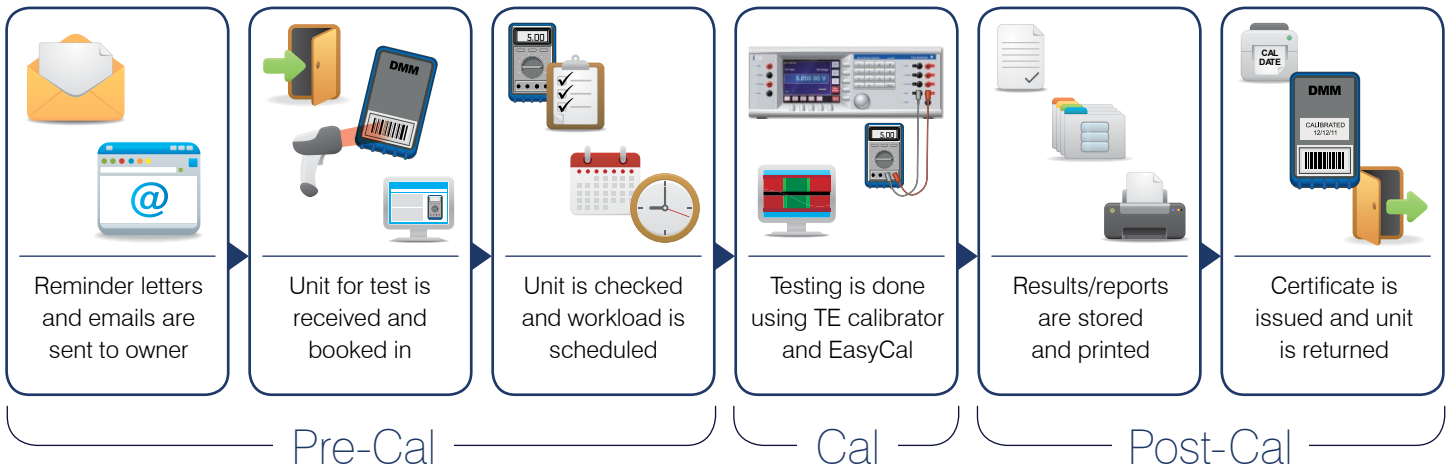 DMM
5.00
5.00
5.000 00 V
CAL
DATE
DMM
CALIBRATED
12/12/11
@
Reminder letters
and emails are
sent to owner
Unit for test is
received and
booked in
Unit is checked
and workload is
scheduled
Testing is done
using TE calibrator
and EasyCal
Results/reports
are stored
and printed
Certificate is
issued and unit
is returned
Pre-Cal
Cal
Post-Cal